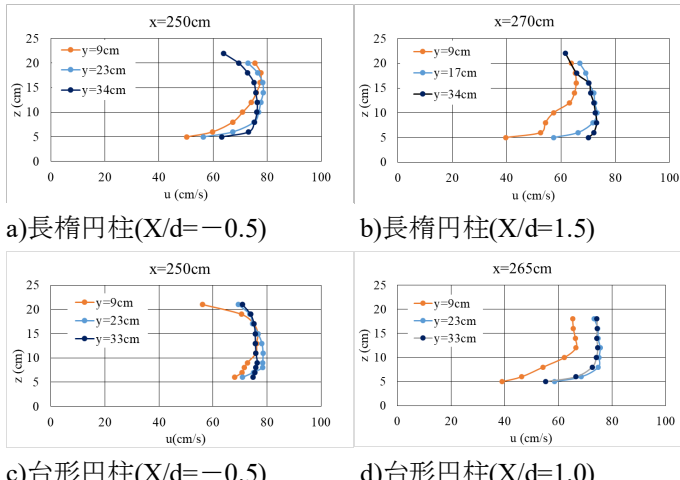 x=250cm
25
20
15
10
5
0
z (cm)
y=9cm
y=23cm
y=34cm
0 20 40 60 80 100
u (cm/s)
a)長楕円柱(X/d=－0.5)
x=270cm
25
20
15
10
5
0
z (cm)
y=9cm
y=17cm
y=34cm
0 20 40 60 80 100
u (cm/s)
b)長楕円柱(X/d=1.5)
x=250cm
25
20
15
10
5
0
z (cm)
y=9cm
y=23cm
y=33cm
0 20 40 60 80 100
u(cm/s)
c)台形円柱(X/d=－0.5)
x=265cm
25
20
15
10
5
0
z (cm)
y=9cm
y=23cm
y=33cm
0 20 40 60 80 100
u (cm/s)
d)台形円柱(X/d=1.0)